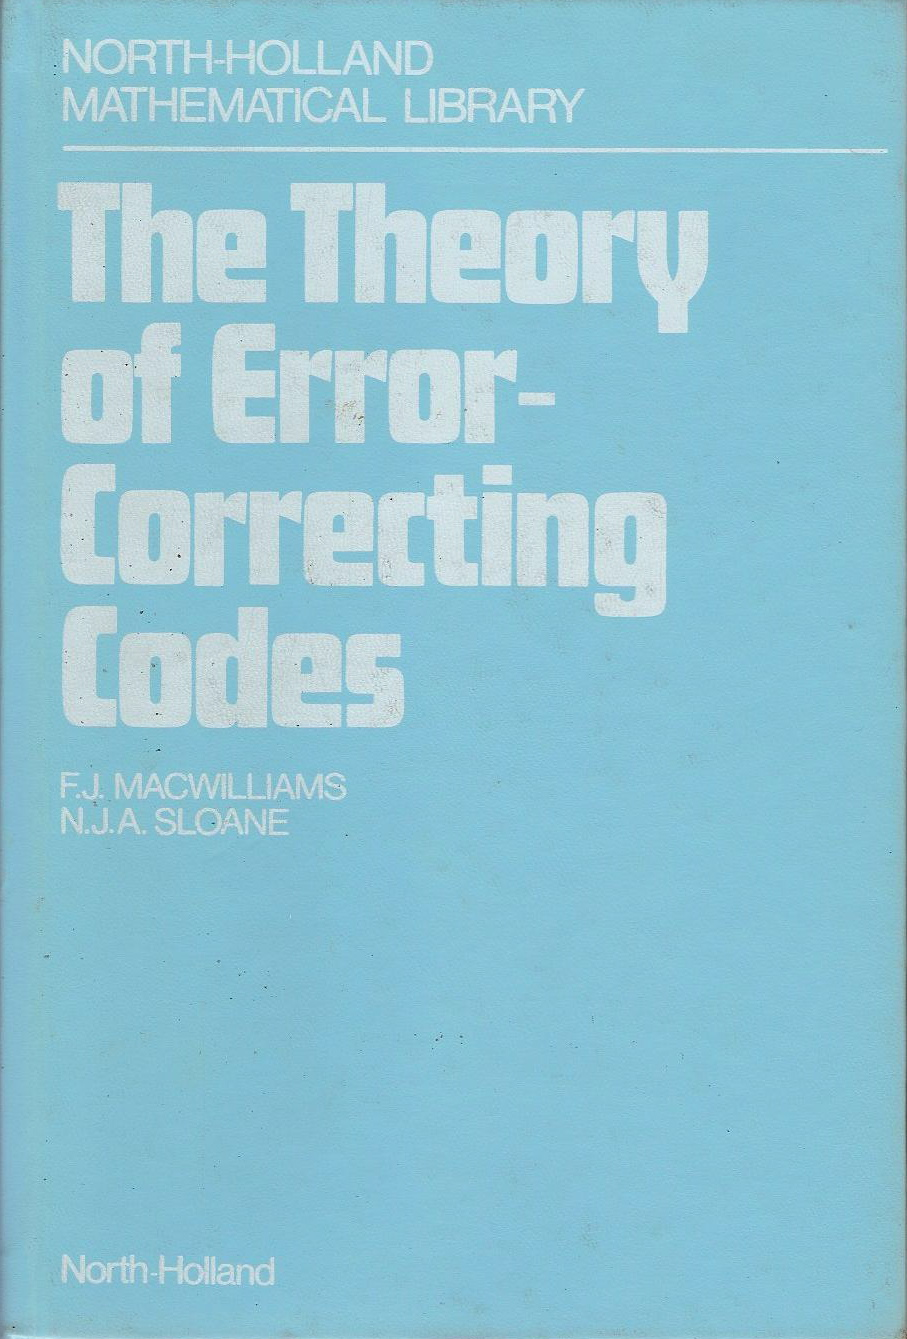 NORTH-HOLLAND
MATHEMATICAL LIBRARY
The Theory
of Error-
Correcting
Codes
F.J. MACWILLIAMS
N.J.A. SLOANE
North-Holland